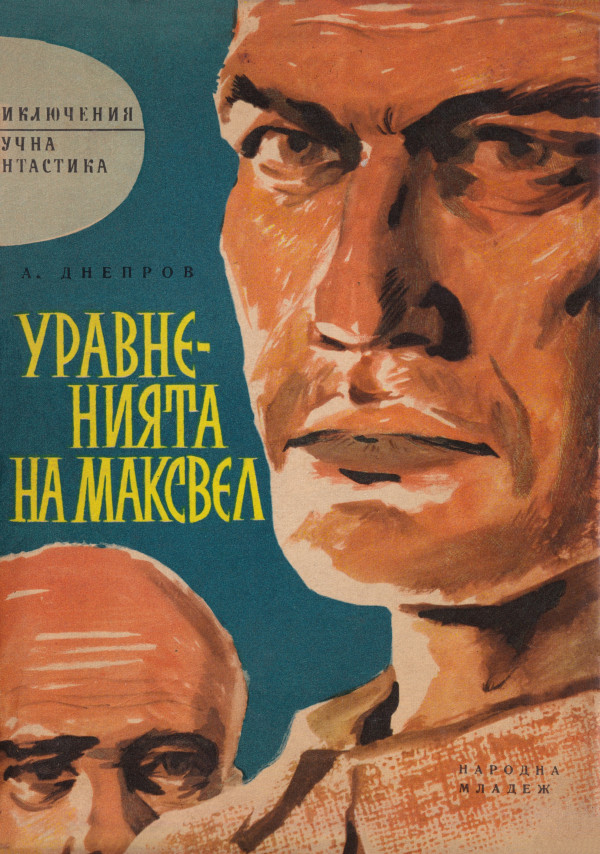 иключения
учна
нтастика
А. ДНЕПРОВ
УРАВНЕ-
НИЯТА
НА МАКСВЕЛ
НАРОДНА
МЛАДЕЖ